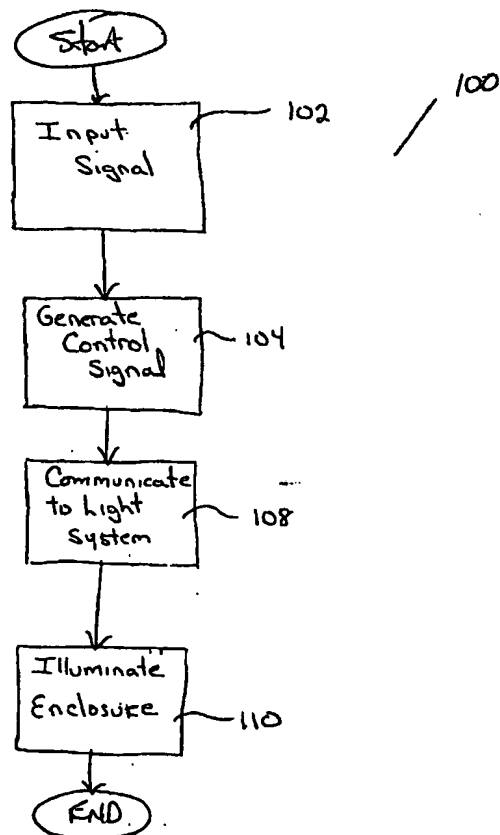 Start
100
102
Input
Signal
Generate
Control
Signal
104
Communicate
to Light
System
108
Illuminate
Enclosure
110
END